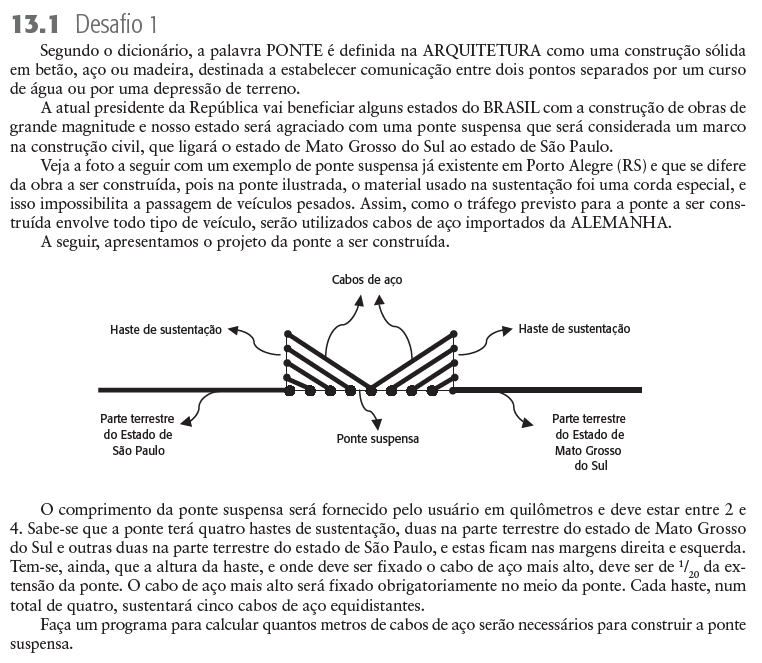 13.1 Desafio 1
Segundo o dicionário, a palavra PONTE é definida na ARQUITETURA como uma construção sólida
em betão, aço ou madeira, destinada a estabelecer comunicação entre dois pontos separados por um curso
de água ou por uma depressão de terreno.
A atual presidente da República vai beneficiar alguns estados do BRASIL com a construção de obras de
grande magnitude e nosso estado será agraciado com uma ponte suspensa que será considerada um marco
na construção civil, que ligará o estado de Mato Grosso do Sul ao estado de São Paulo.
Veja a foto a seguir com um exemplo de ponte suspensa já existente em Porto Alegre (RS) e que se difere
da obra a ser construída, pois na ponte ilustrada, o material usado na sustentação foi uma corda especial, e
isso impossibilita a passagem de veículos pesados. Assim, como o tráfego previsto para a ponte a ser cons-
truída envolve todo tipo de veículo, serão utilizados cabos de aço importados da ALEMANHA.
A seguir, apresentamos o projeto da ponte a ser construída.
Cabos de aço
Haste de sustentação
Haste de sustentação
Parte terrestre
do Estado de
São Paulo
Ponte suspensa
Parte terrestre
do Estado de
Mato Grosso
do Sul
O comprimento da ponte suspensa será fornecido pelo usuário em quilômetros e deve estar entre 2 e
4. Sabe-se que a ponte terá quatro hastes de sustentação, duas na parte terrestre do estado de Mato Grosso
do Sul e outras duas na parte terrestre do estado de São Paulo, e estas ficam nas margens direita e esquerda.
Tem-se, ainda, que a altura da haste, e onde deve ser fixado o cabo de aço mais alto, deve ser de 1/20 da ex-
tensão da ponte. O cabo de aço mais alto será fixado obrigatoriamente no meio da ponte. Cada haste, num
total de quatro, sustentará cinco cabos de aço equidistantes.
Faça um programa para calcular quantos metros de cabos de aço serão necessários para construir a ponte
suspensa.